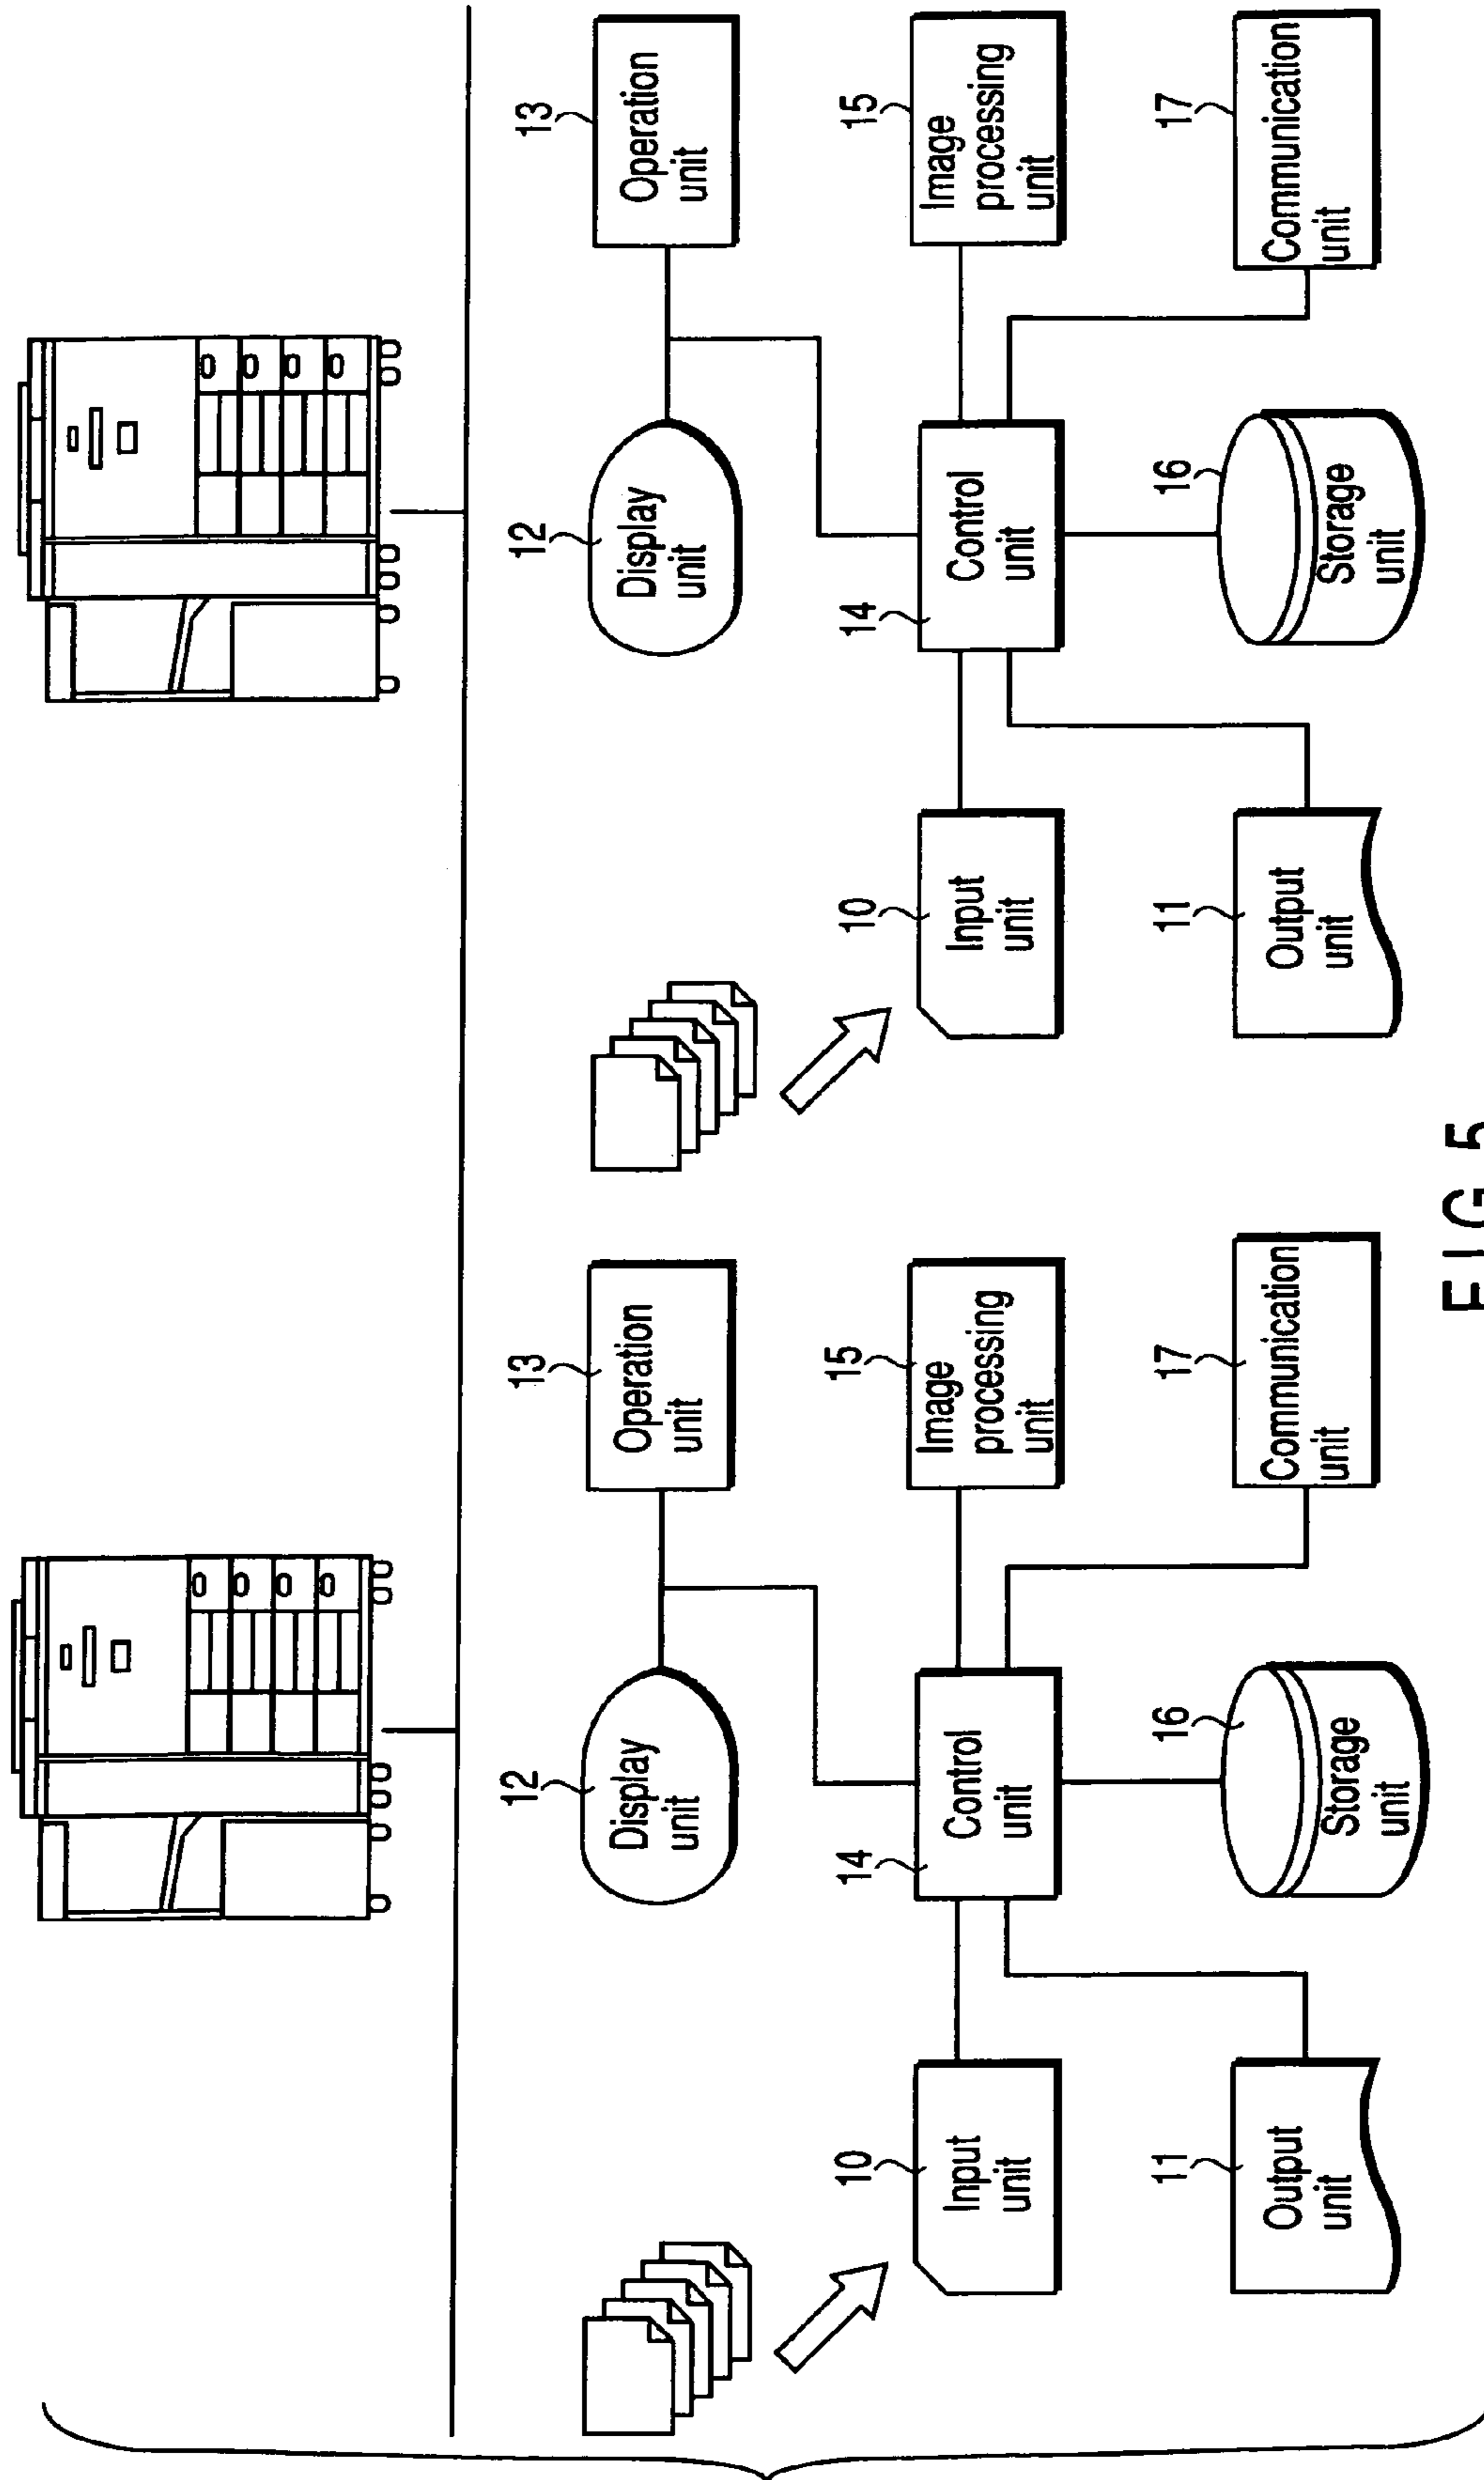 12
Display
unit
13
Operation
unit
10
Input
unit
14
Control
unit
15
Image
processing
unit
11
Output
unit
16
Storage
unit
17
Communication
unit
12
Display
unit
13
Operation
unit
10
Input
unit
14
Control
unit
15
Image
processing
unit
11
Output
unit
16
Storage
unit
17
Communication
unit
FIG. 5